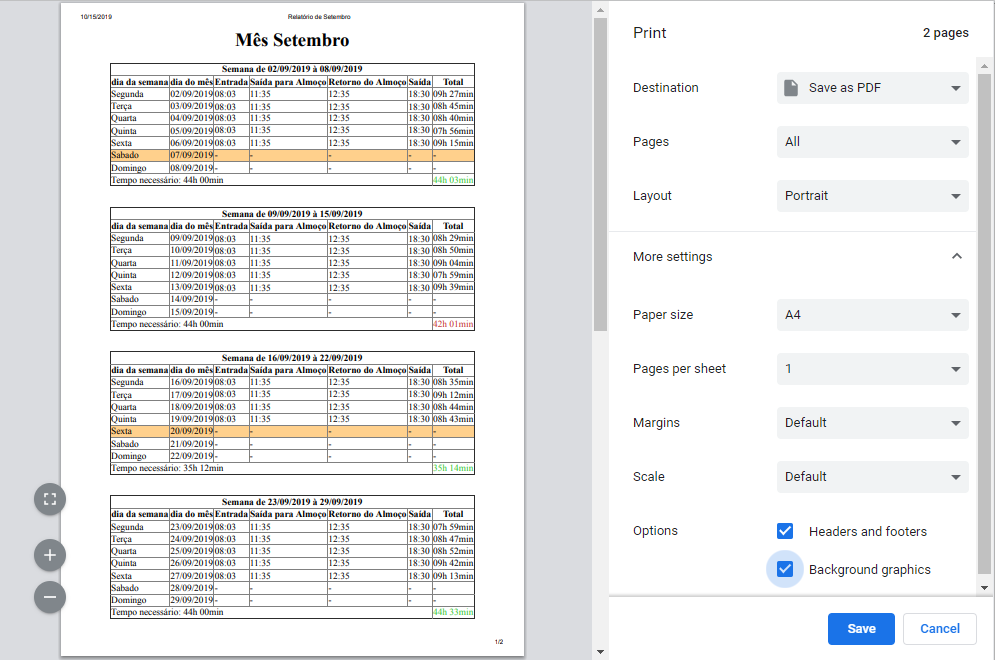 10/15/2019 Relatório de Setembro
Mês Setembro
Semana de 02/09/2019 à 08/09/2019
dia da semana dia do mês Entrada Saída para Almoço Retorno do Almoço Saída Total
Segunda 02/09/2019 08:03 11:35 12:35 18:30 09h 27min
Terça 03/09/2019 08:03 11:35 12:35 18:30 08h 45min
Quarta 04/09/2019 08:03 11:35 12:35 18:30 08h 40min
Quinta 05/09/2019 08:03 11:35 12:35 18:30 07h 56min
Sexta 06/09/2019 08:03 11:35 12:35 18:30 09h 15min
Sabado 07/09/2019 - - - - -
Domingo 08/09/2019 - - - - -
Tempo necessário: 44h 00min 44h 03min
Semana de 09/09/2019 à 15/09/2019
dia da semana dia do mês Entrada Saída para Almoço Retorno do Almoço Saída Total
Segunda 09/09/2019 08:03 11:35 12:35 18:30 08h 29min
Terça 10/09/2019 08:03 11:35 12:35 18:30 08h 50min
Quarta 11/09/2019 08:03 11:35 12:35 18:30 09h 04min
Quinta 12/09/2019 08:03 11:35 12:35 18:30 07h 59min
Sexta 13/09/2019 08:03 11:35 12:35 18:30 09h 39min
Sabado 14/09/2019 - - - - -
Domingo 15/09/2019 - - - - -
Tempo necessário: 44h 00min 42h 01min
Semana de 16/09/2019 à 22/09/2019
dia da semana dia do mês Entrada Saída para Almoço Retorno do Almoço Saída Total
Segunda 16/09/2019 08:03 11:35 12:35 18:30 08h 35min
Terça 17/09/2019 08:03 11:35 12:35 18:30 09h 12min
Quarta 18/09/2019 08:03 11:35 12:35 18:30 08h 44min
Quinta 19/09/2019 08:03 11:35 12:35 18:30 08h 43min
Sexta 20/09/2019 - - - - -
Sabado 21/09/2019 - - - - -
Domingo 22/09/2019 - - - - -
Tempo necessário: 35h 12min 35h 14min
Semana de 23/09/2019 à 29/09/2019
dia da semana dia do mês Entrada Saída para Almoço Retorno do Almoço Saída Total
Segunda 23/09/2019 08:03 11:35 12:35 18:30 07h 59min
Terça 24/09/2019 08:03 11:35 12:35 18:30 08h 47min
Quarta 25/09/2019 08:03 11:35 12:35 18:30 08h 52min
Quinta 26/09/2019 08:03 11:35 12:35 18:30 09h 42min
Sexta 27/09/2019 08:03 11:35 12:35 18:30 09h 13min
Sabado 28/09/2019 - - - - -
Domingo 29/09/2019 - - - - -
Tempo necessário: 44h 00min 44h 33min
1/2
Print 2 pages
Destination Save as PDF
Pages All
Layout Portrait
More settings
Paper size A4
Pages per sheet 1
Margins Default
Scale Default
Options Headers and footers
Background graphics
Save Cancel